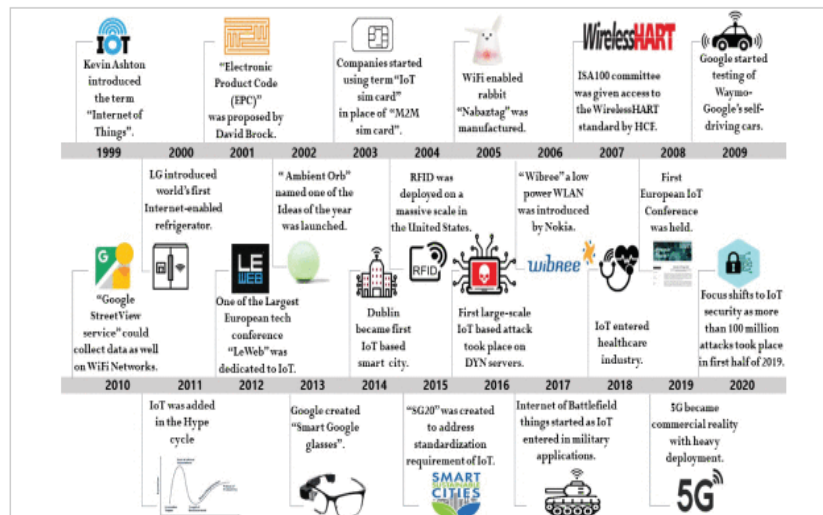 IOT
Kevin Ashton
introduced
the term
“Internet of
Things”.
“Electronic
Product Code
(EPC)”
was proposed by
David Brock.
Companies started
using term “IoT
sim card”
in place of “M2M
sim card”.
WiFi enabled
rabbit
“Nabaztag” was
manufactured.
WirelessHART
ISA100 committee
was given access to
the WirelessHART
standard by HCF.
Google started
testing of
Waymo-
Google's self-
driving cars.
1999 2000 2001 2002 2003 2004 2005 2006 2007 2008 2009
LG introduced
world's first
Internet-enabled
refrigerator.
“Ambient Orb”
named one of the
Ideas of the year
was launched.
RFID was
deployed on a
massive scale in
the United States.
“Wibree” a low
power WLAN
was introduced
by Nokia.
First
European IoT
Conference
was held.
G
LE
WEB
RFID
wibree
“Google
StreetView
service” could
collect data as well
on WiFi Networks.
One of the Largest
European tech
conference
“LeWeb” was
dedicated to IoT.
Dublin
became first
IoT based
smart city.
First large-scale
IoT based attack
took place on
DYN servers.
IoT entered
healthcare
industry.
Focus shifts to IoT
security as more
than 100 million
attacks took place
in first half of 2019.
2010 2011 2012 2013 2014 2015 2016 2017 2018 2019 2020
IoT was added
in the Hype
cycle
Google created
“Smart Google
glasses”.
“SG20” was created
to address
standardization
requirement of IoT.
SMART
SUSTAINABLE
CITIES
Internet of Battlefield
things started as IoT
entered in military
applications.
5G became
commercial reality
with heavy
deployment.
5G